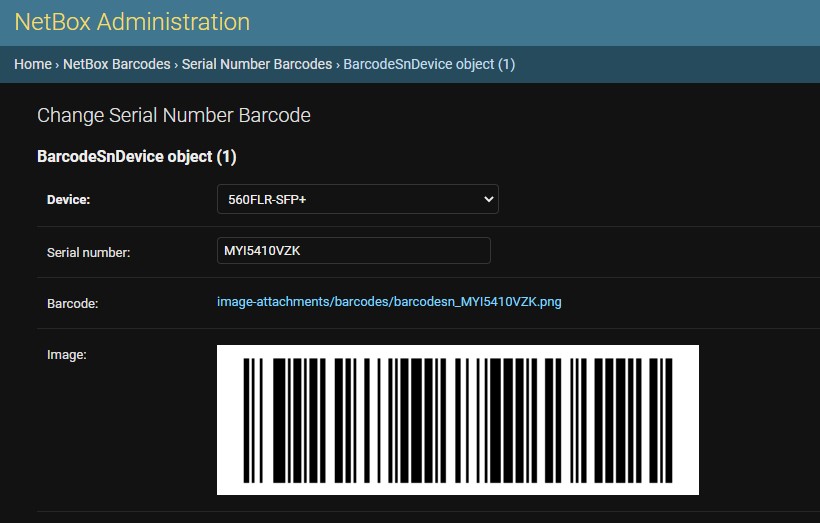 NetBox Administration
Home › NetBox Barcodes › Serial Number Barcodes › BarcodeSnDevice object (1)
Change Serial Number Barcode
BarcodeSnDevice object (1)
Device: 560FLR-SFP+
Serial number: MYI5410VZK
Barcode: image-attachments/barcodes/barcodesn_MYI5410VZK.png
Image: